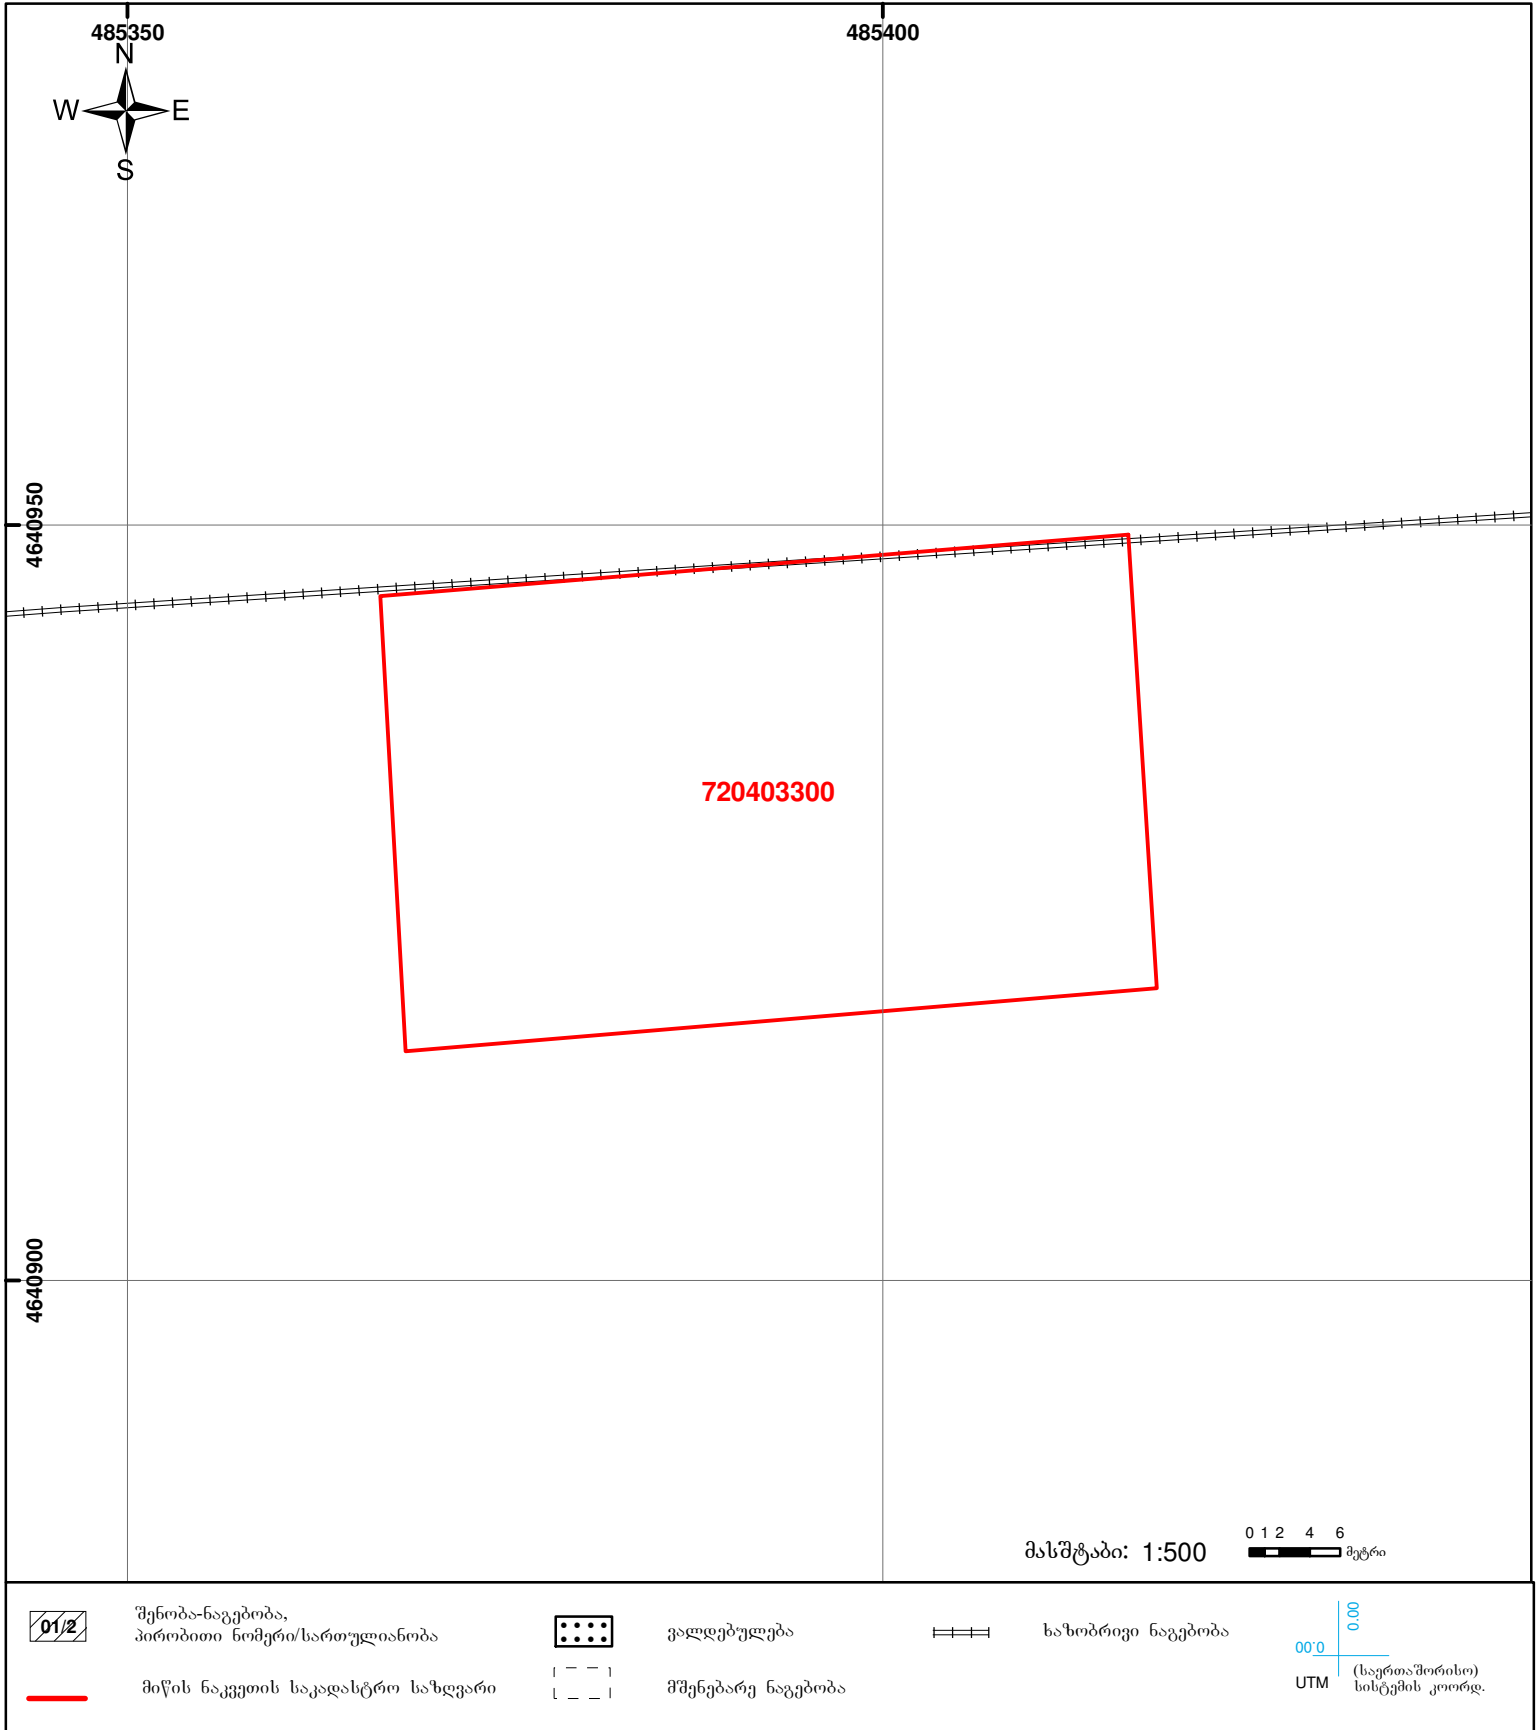 485350
485400
N
W E
S
4640950
720403300
4640900
მასშტაბი: 1:500
0 1 2 4 6
მეტრი
01/2
შენობა-ნაგებობა,
პირობითი ნომერი/სართულიანობა
ვალდებულება
ხაზობრივი ნაგებობა
მიწის ნაკვეთის საკადასტრო საზღვარი
მშენებარე ნაგებობა
00.0
00.0
UTM
(საერთაშორისო)
სისტემის კოორდ.